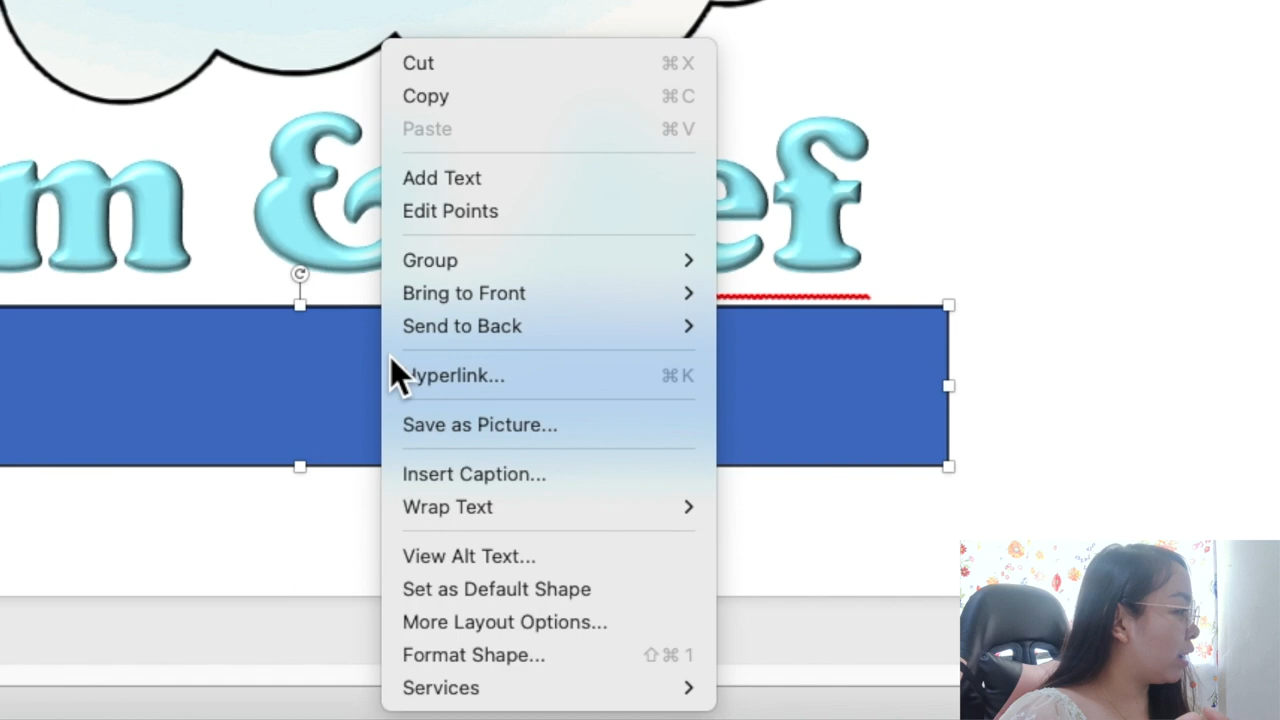 Cut ⌘X
Copy ⌘C
Paste ⌘V
m & ef
Add Text
Edit Points
Group
Bring to Front
Send to Back
Hyperlink... ⌘K
Save as Picture...
Insert Caption...
Wrap Text
View Alt Text...
Set as Default Shape
More Layout Options...
Format Shape... ⇧⌘1
Services